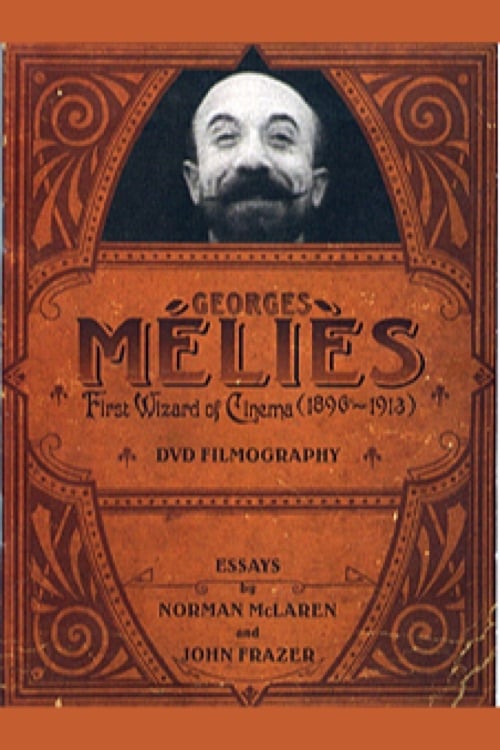 GEORGES
MÉLIÈS
First Wizard of Cinema (1896~1913)
DVD FILMOGRAPHY
ESSAYS
by
NORMAN McLAREN
and
JOHN FRAZER